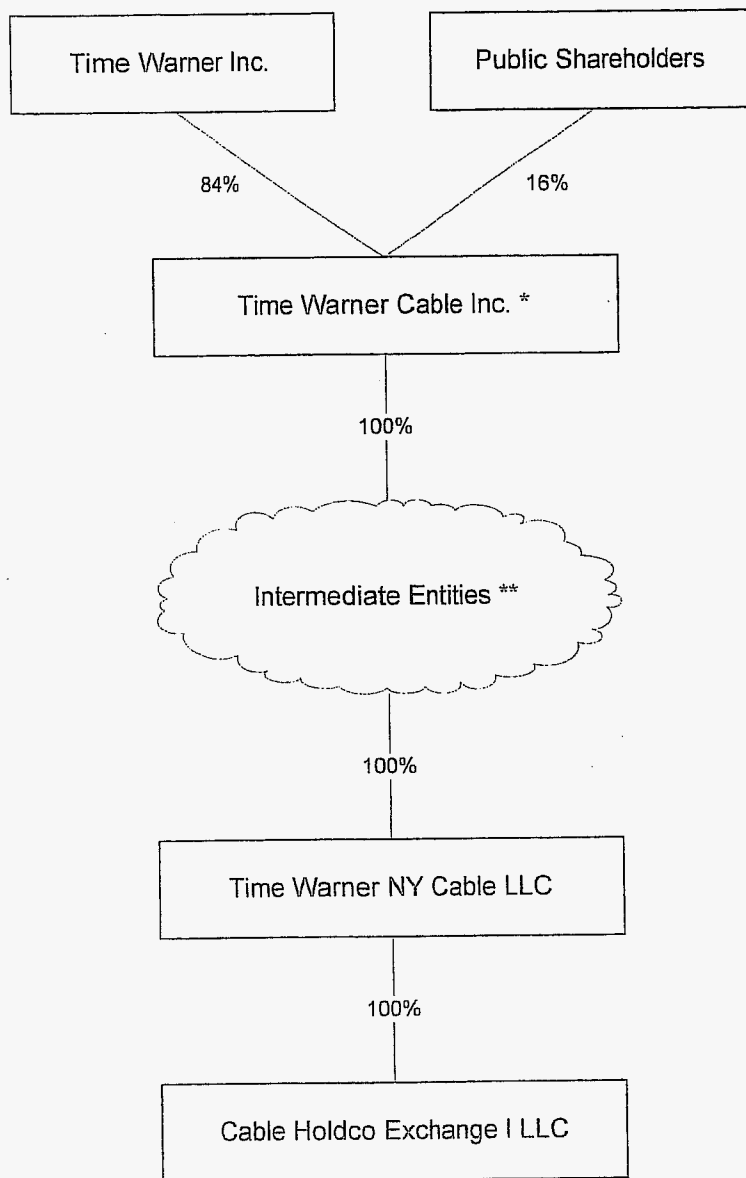 Time Warner Inc.
Public Shareholders
84%
16%
Time Warner Cable Inc. *
100%
Intermediate Entities **
100%
Time Warner NY Cable LLC
100%
Cable Holdco Exchange I LLC